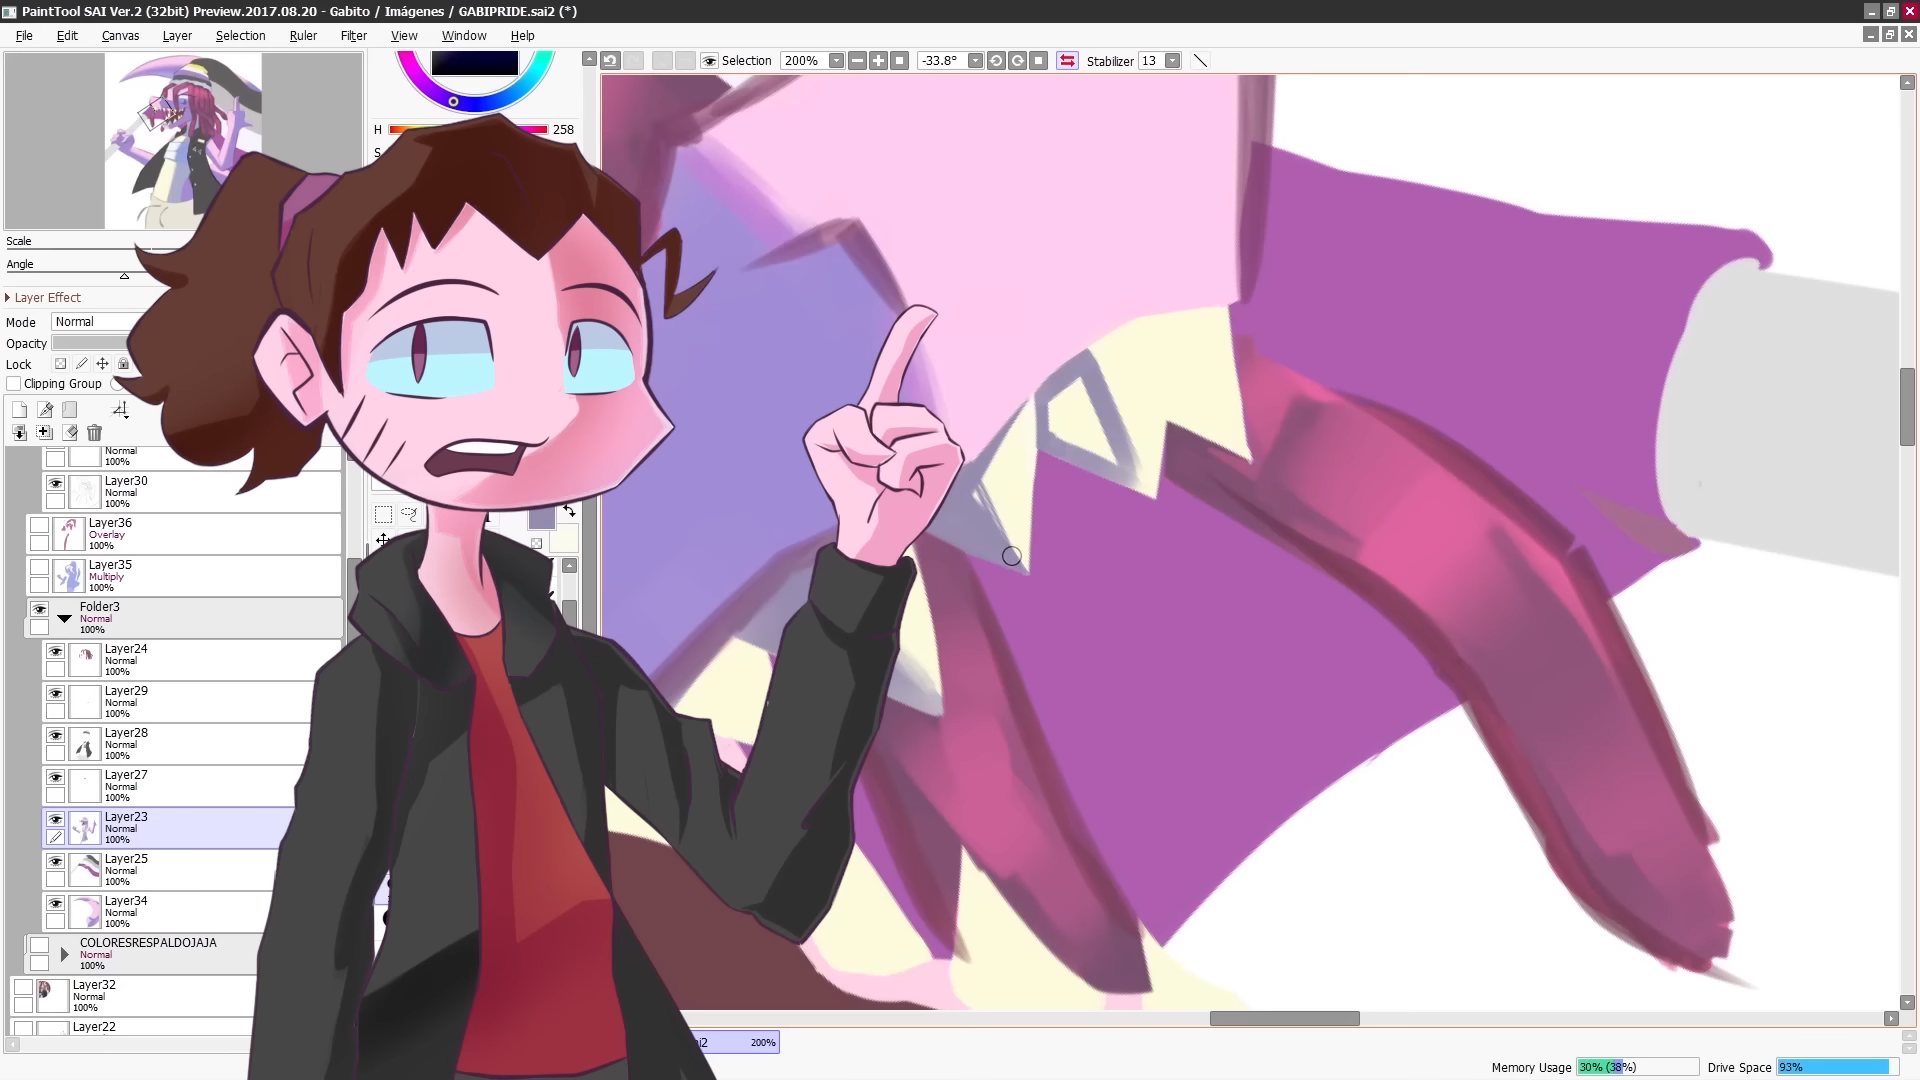 PaintTool SAI Ver.2 (32bit) Preview.2017.08.20 - Gabito / Imágenes / GABIPRIDE.sai2 (*)
File Edit Canvas Layer Selection Ruler Filter View Window Help
Selection 200% -33.8° Stabilizer 13
H 258
S
Scale
Angle
Layer Effect
Mode Normal
Opacity
Lock
Clipping Group
Normal
100%
Layer30
Normal
100%
Layer36
Overlay
100%
Layer35
Multiply
100%
Folder3
Normal
100%
Layer24
Normal
100%
Layer29
Normal
100%
Layer28
Normal
100%
Layer27
Normal
100%
Layer23
Normal
100%
Layer25
Normal
100%
Layer34
Normal
100%
COLORESRESPALDOJAJA
Normal
100%
Layer32
Normal
100%
Layer22
200%
Memory Usage 30% (38%) Drive Space 93%